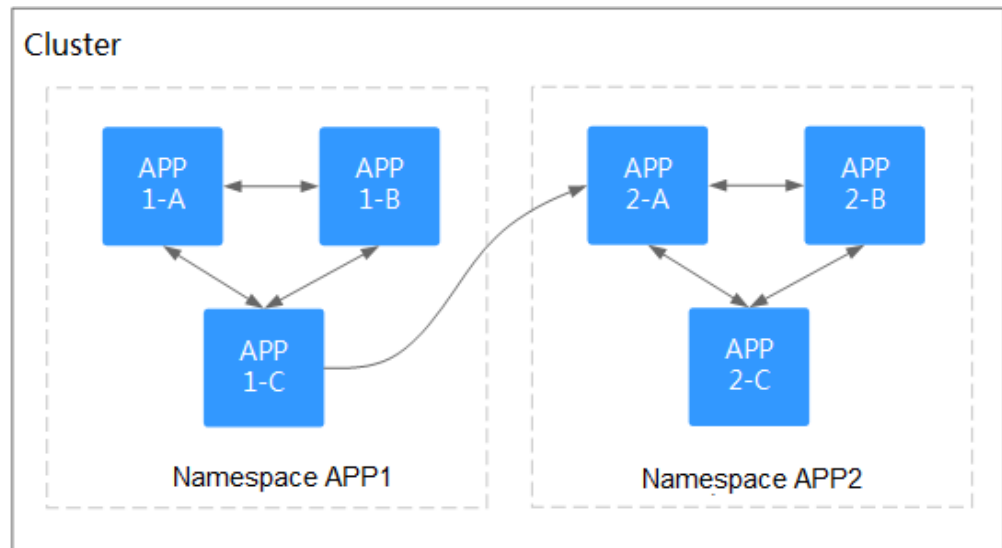 Cluster
APP
1-A
APP
1-B
APP
2-A
APP
2-B
APP
1-C
APP
2-C
Namespace APP1
Namespace APP2